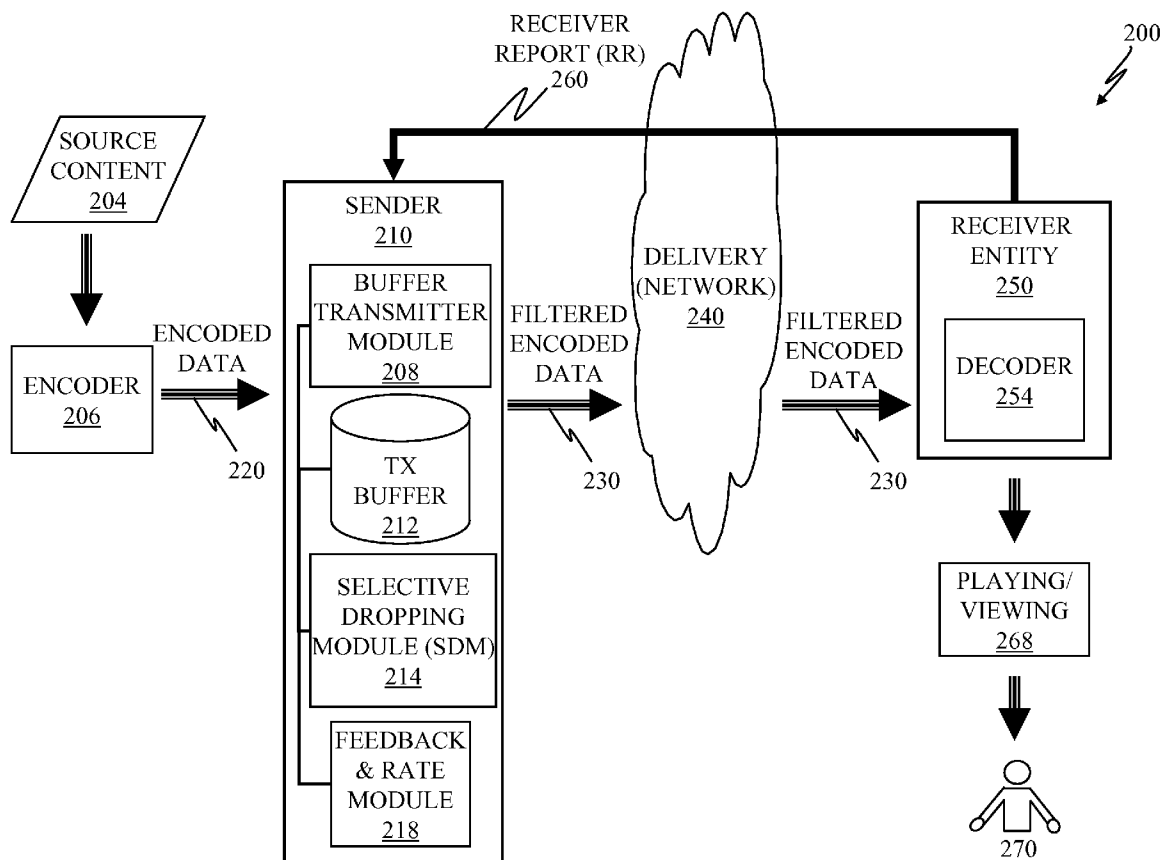 RECEIVER
REPORT (RR)
260
200
SOURCE
CONTENT
204
ENCODER
206
ENCODED
DATA
220
SENDER
210
BUFFER
TRANSMITTER
MODULE
208
TX
BUFFER
212
SELECTIVE
DROPPING
MODULE (SDM)
214
FEEDBACK
& RATE
MODULE
218
FILTERED
ENCODED
DATA
230
DELIVERY
(NETWORK)
240
FILTERED
ENCODED
DATA
230
RECEIVER
ENTITY
250
DECODER
254
PLAYING/
VIEWING
268
270